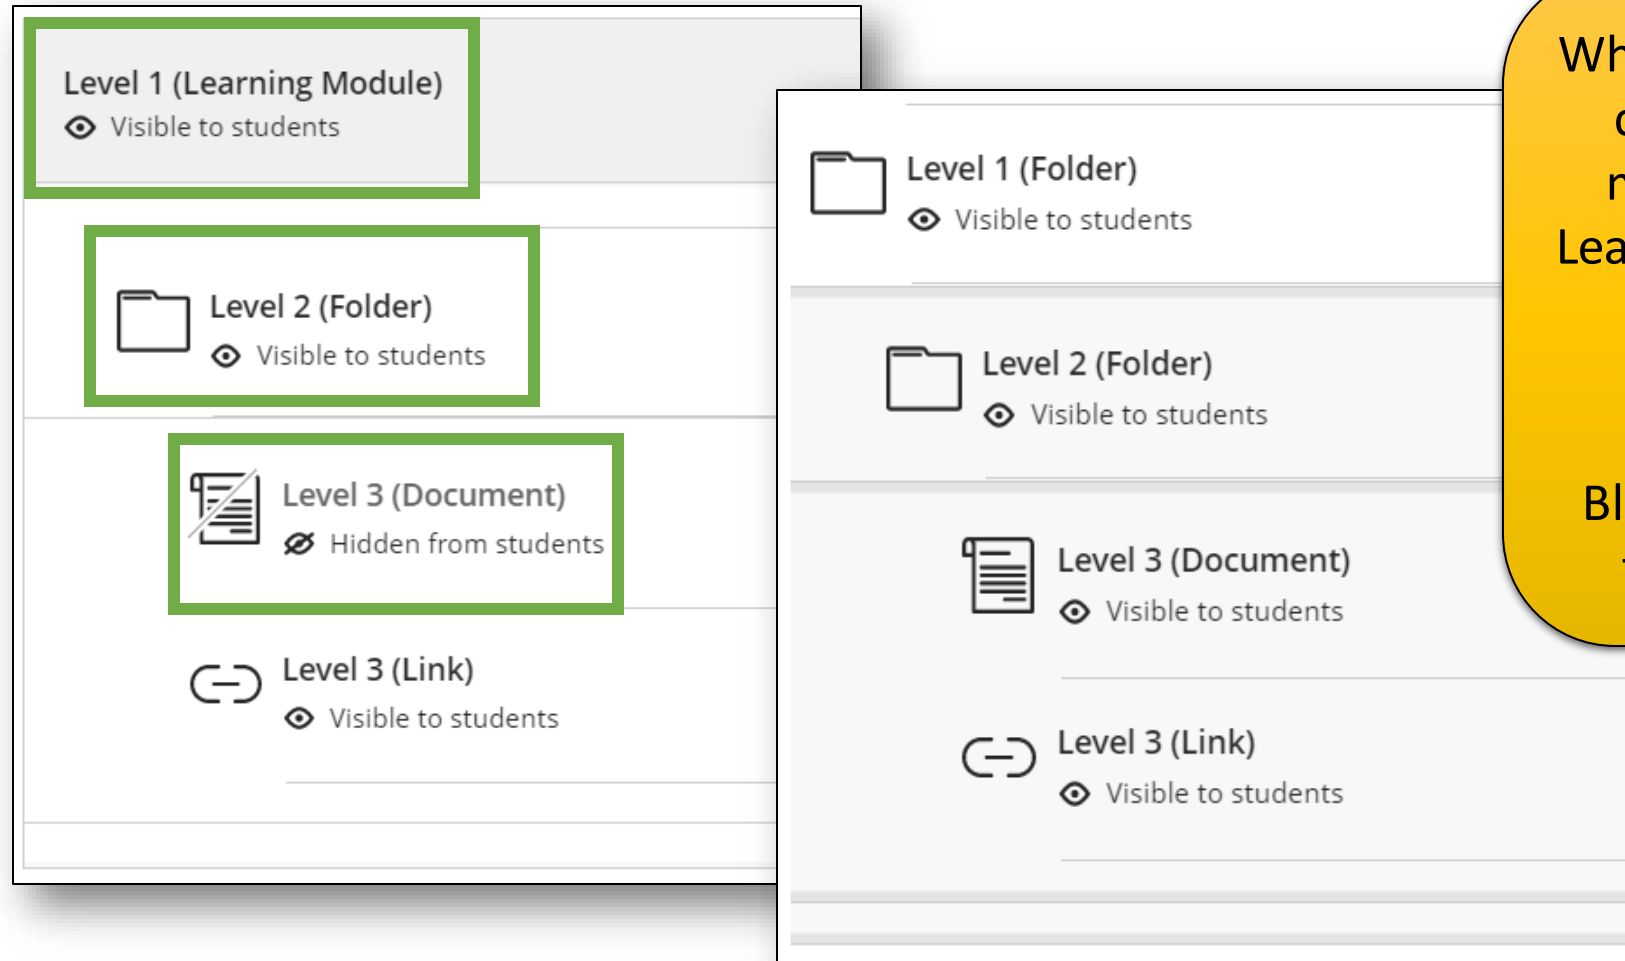 Level 1 (Learning Module)
Visible to students
Level 2 (Folder)
Visible to students
Level 3 (Document)
Hidden from students
Level 3 (Link)
Visible to students
Level 1 (Folder)
Visible to students
Level 2 (Folder)
Visible to students
Level 3 (Document)
Visible to students
Level 3 (Link)
Visible to students